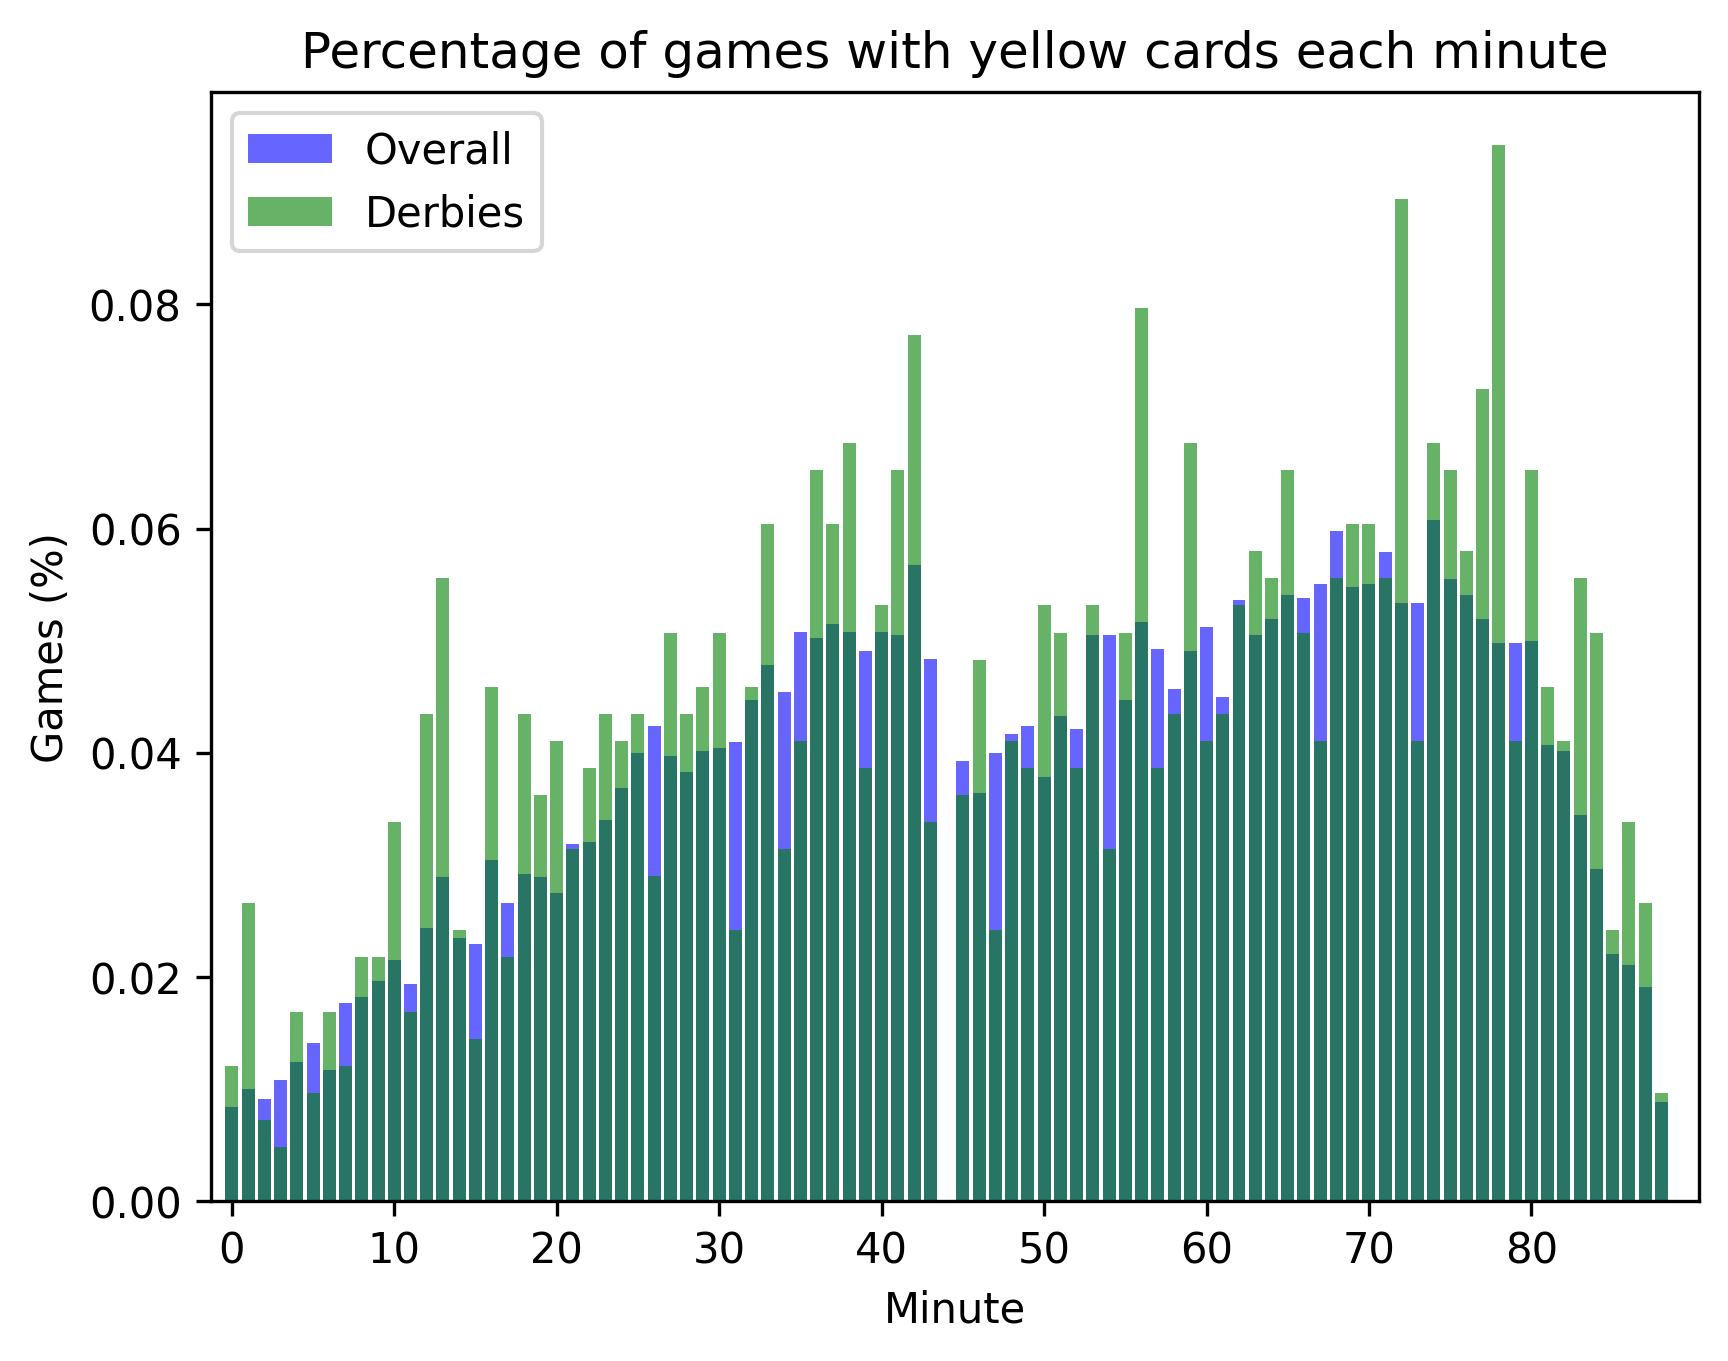 Percentage of games with yellow cards each minute
Overall
Derbies
Games (%)
0.08
0.06
0.04
0.02
0.00
0 10 20 30 40 50 60 70 80
Minute